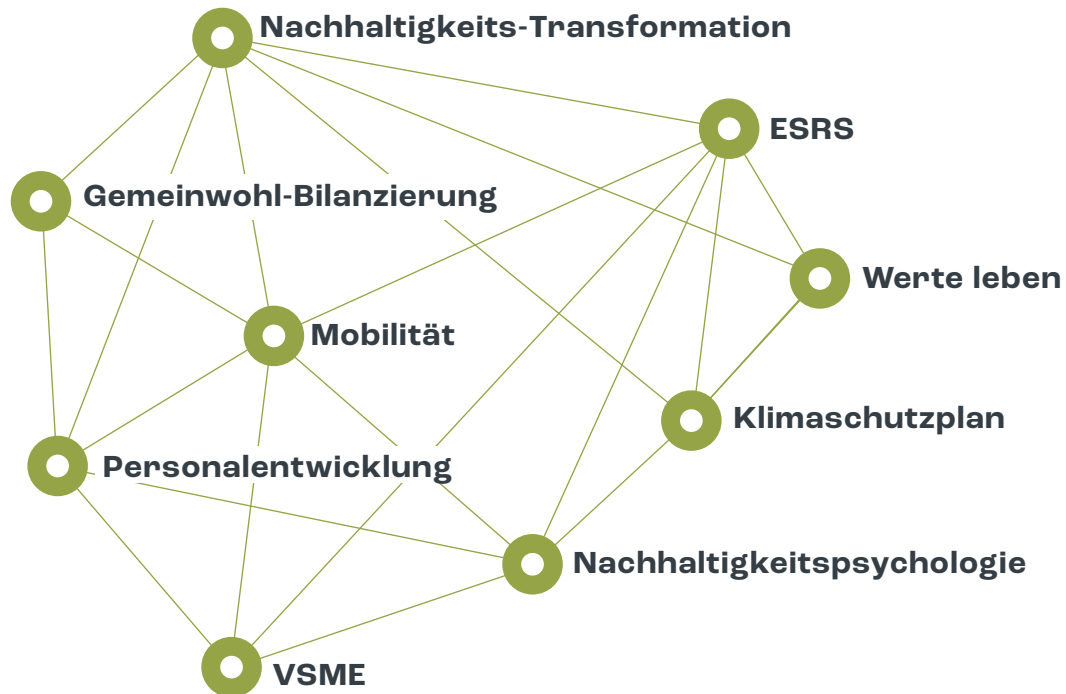 Nachhaltigkeits-Transformation
ESRS
Gemeinwohl-Bilanzierung
Werte leben
Mobilität
Klimaschutzplan
Personalentwicklung
Nachhaltigkeitspsychologie
VSME